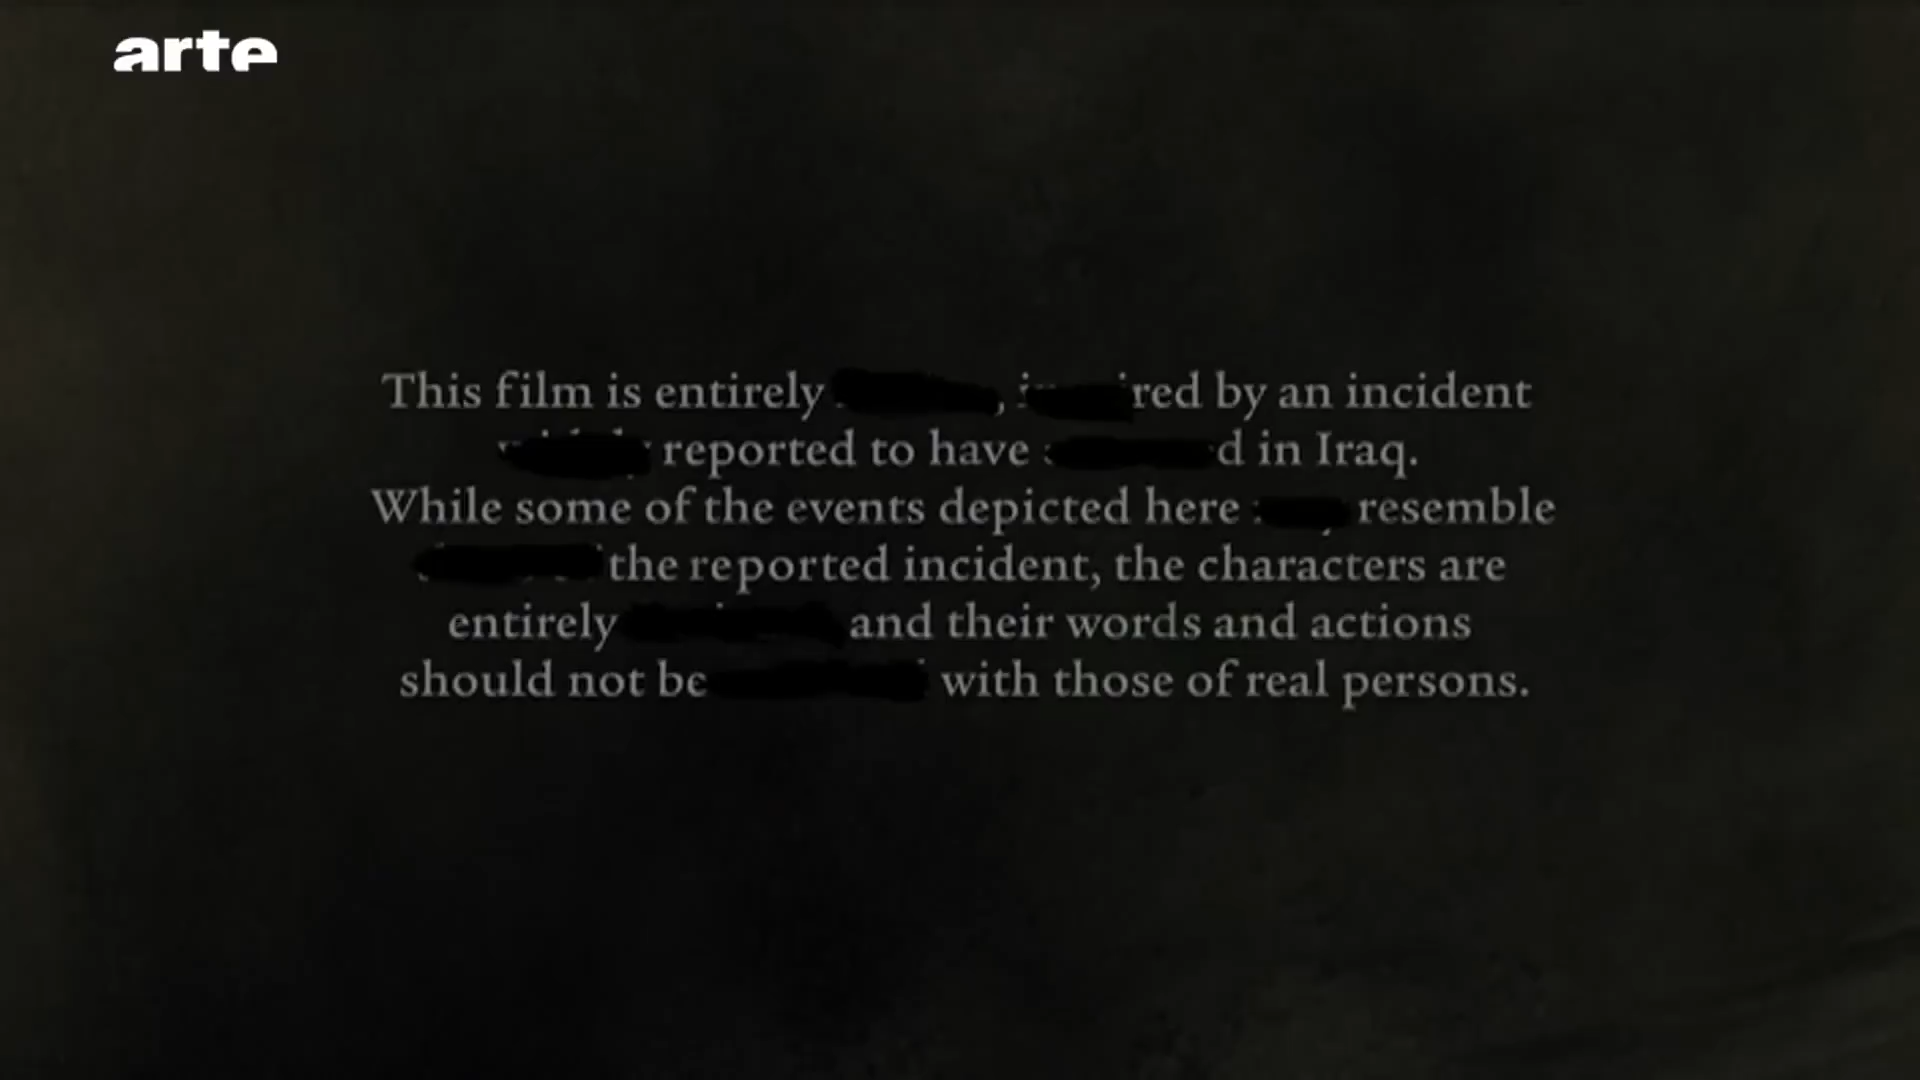 arte
This film is entirely , by an incident
reported to have in Iraq.
While some of the events depicted here resemble
the reported incident, the characters are
entirely and their words and actions
should not be with those of real persons.